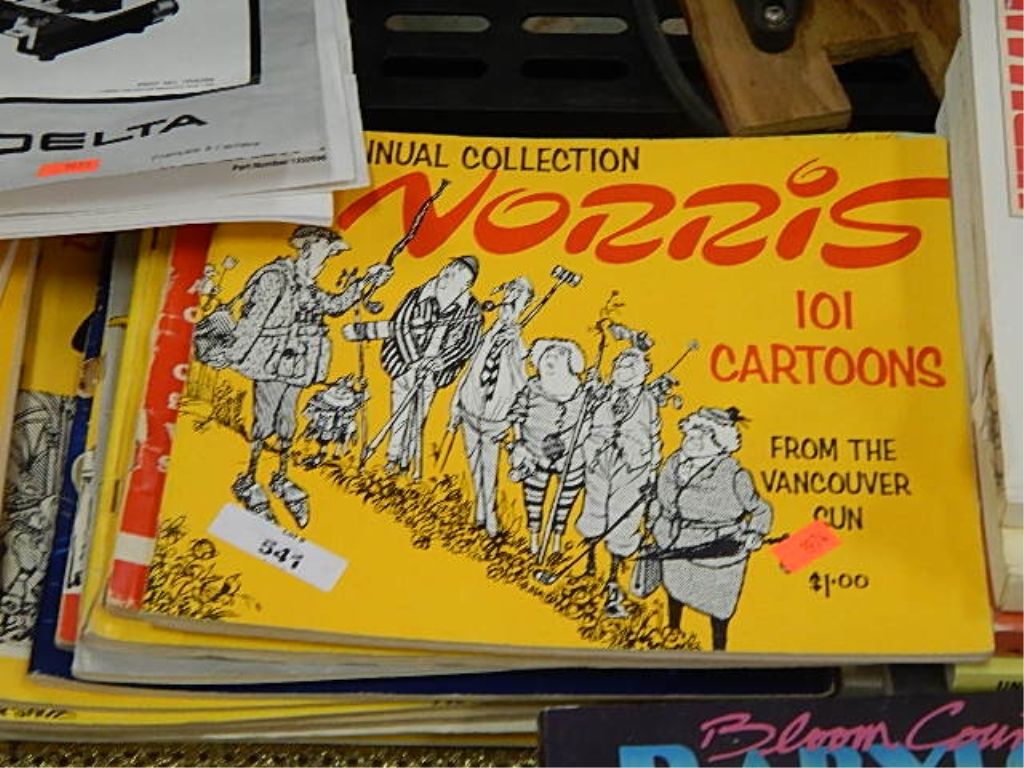 DELTA
NNUAL COLLECTION
NORRIS
101
CARTOONS
FROM THE
VANCOUVER
SUN
$1.00
541
Bloom Coun